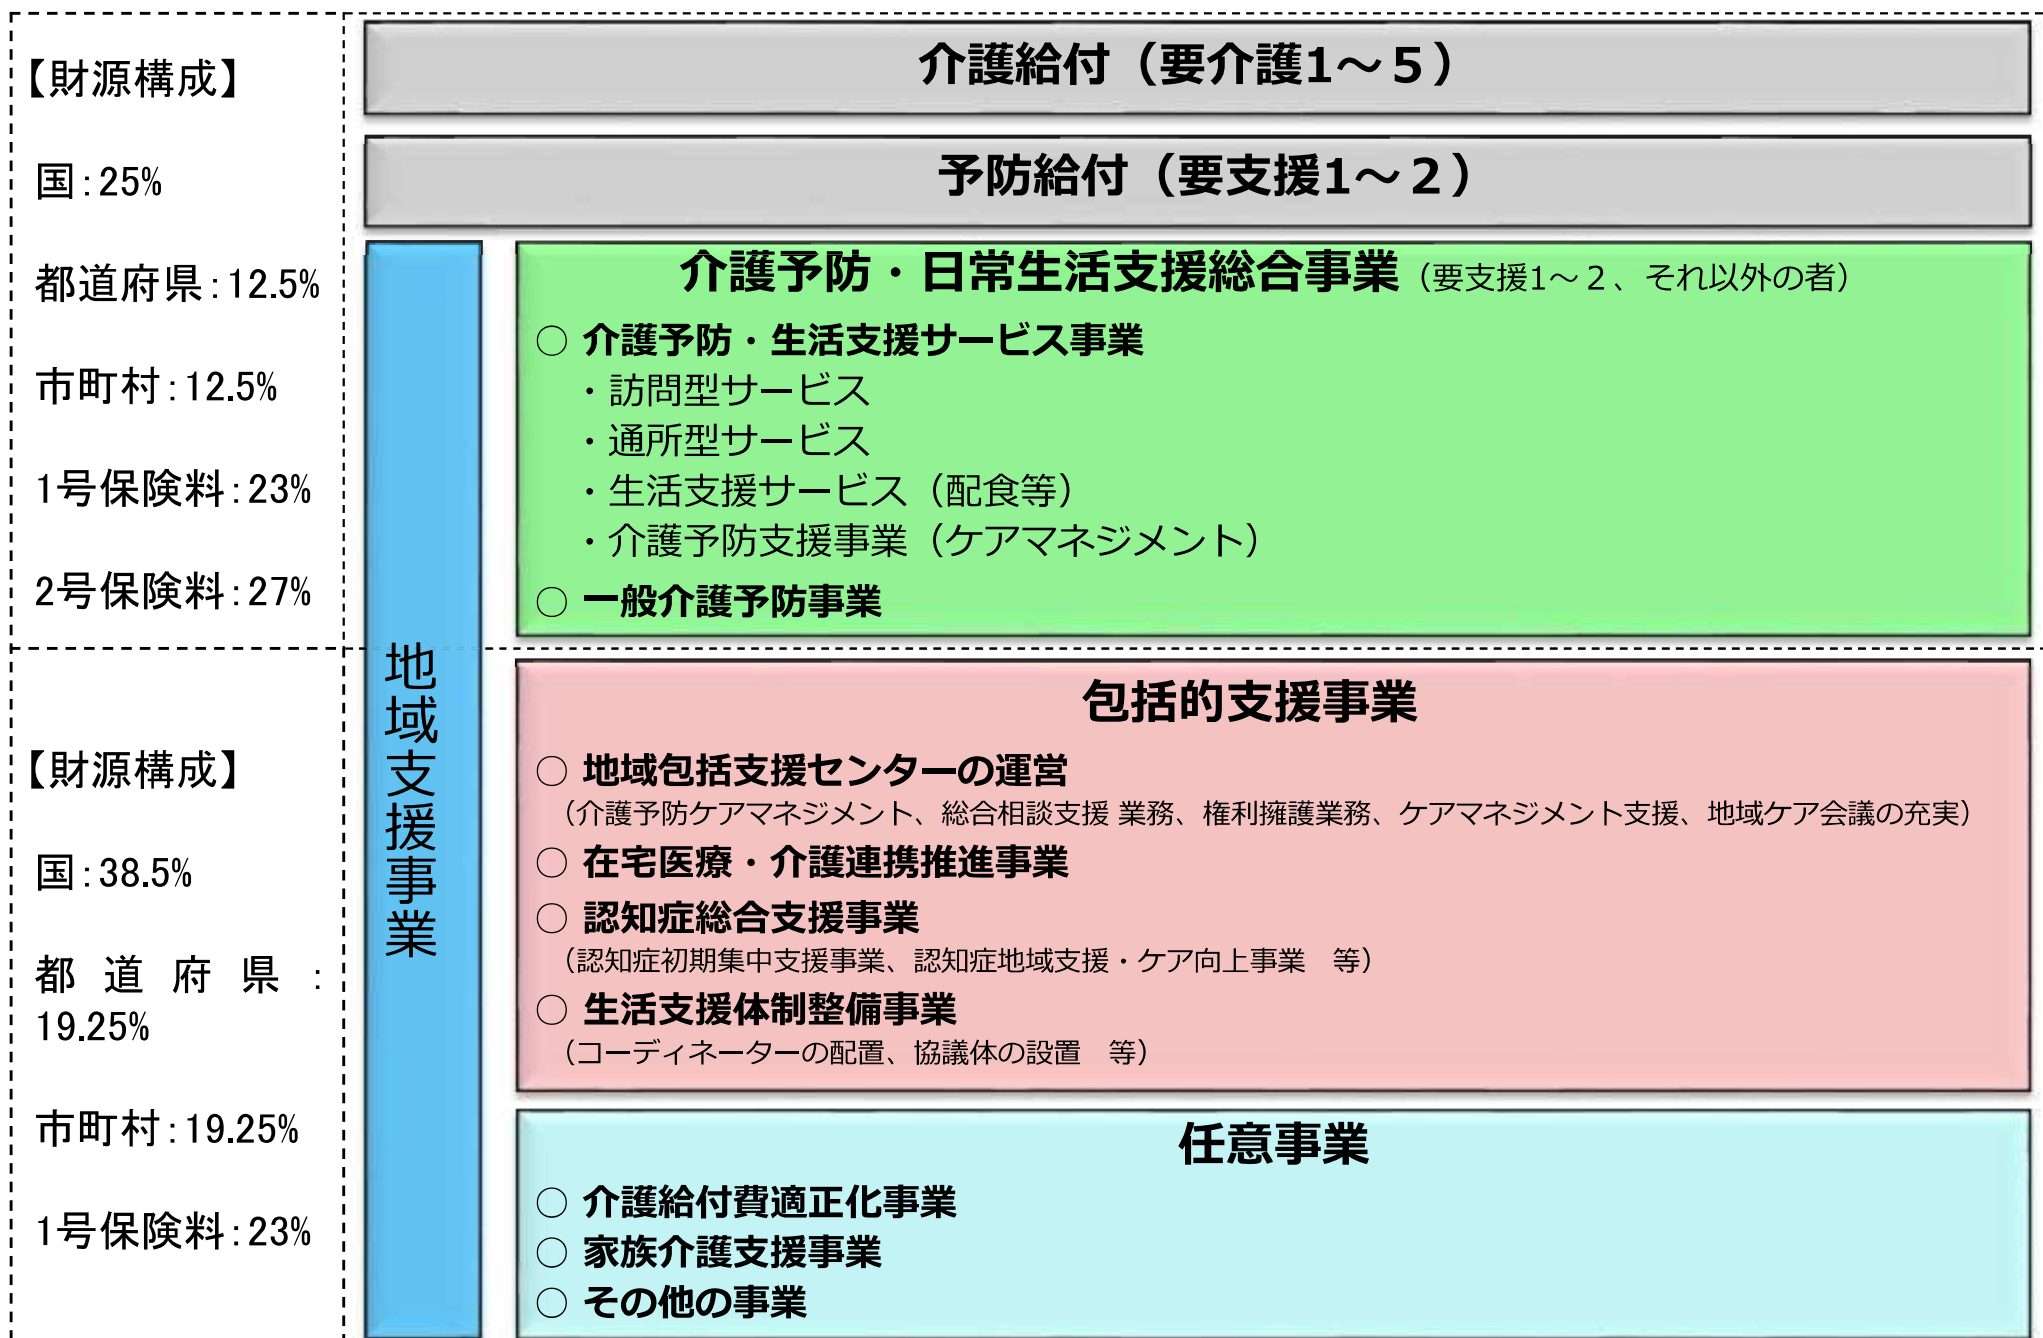 【財源構成】
国：25%
都道府県：12.5%
市町村：12.5%
1号保険料：23%
2号保険料：27%
介護給付（要介護1～５）
予防給付（要支援1～２）
地域支援事業
介護予防・日常生活支援総合事業（要支援1～２、それ以外の者）
○ 介護予防・生活支援サービス事業
・訪問型サービス
・通所型サービス
・生活支援サービス（配食等）
・介護予防支援事業（ケアマネジメント）
○ 一般介護予防事業
【財源構成】
国：38.5%
都道府県：
19.25%
市町村：19.25%
1号保険料：23%
包括的支援事業
○ 地域包括支援センターの運営
（介護予防ケアマネジメント、総合相談支援 業務、権利擁護業務、ケアマネジメント支援、地域ケア会議の充実）
○ 在宅医療・介護連携推進事業
○ 認知症総合支援事業
（認知症初期集中支援事業、認知症地域支援・ケア向上事業　等）
○ 生活支援体制整備事業
（コーディネーターの配置、協議体の設置　等）
任意事業
○ 介護給付費適正化事業
○ 家族介護支援事業
○ その他の事業